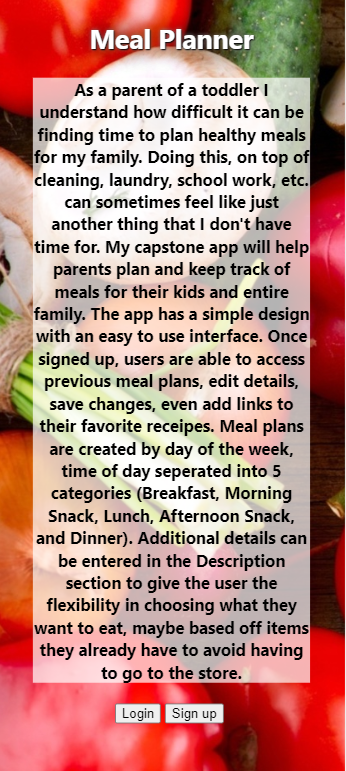 Meal Planner
As a parent of a toddler I
understand how difficult it can be
finding time to plan healthy meals
for my family. Doing this, on top of
cleaning, laundry, school work, etc.
can sometimes feel like just
another thing that I don't have
time for. My capstone app will help
parents plan and keep track of
meals for their kids and entire
family. The app has a simple design
with an easy to use interface. Once
signed up, users are able to access
previous meal plans, edit details,
save changes, even add links to
their favorite receipes. Meal plans
are created by day of the week,
time of day seperated into 5
categories (Breakfast, Morning
Snack, Lunch, Afternoon Snack,
and Dinner). Additional details can
be entered in the Description
section to give the user the
flexibility in choosing what they
want to eat, maybe based off items
they already have to avoid having
to go to the store.
Login Sign up